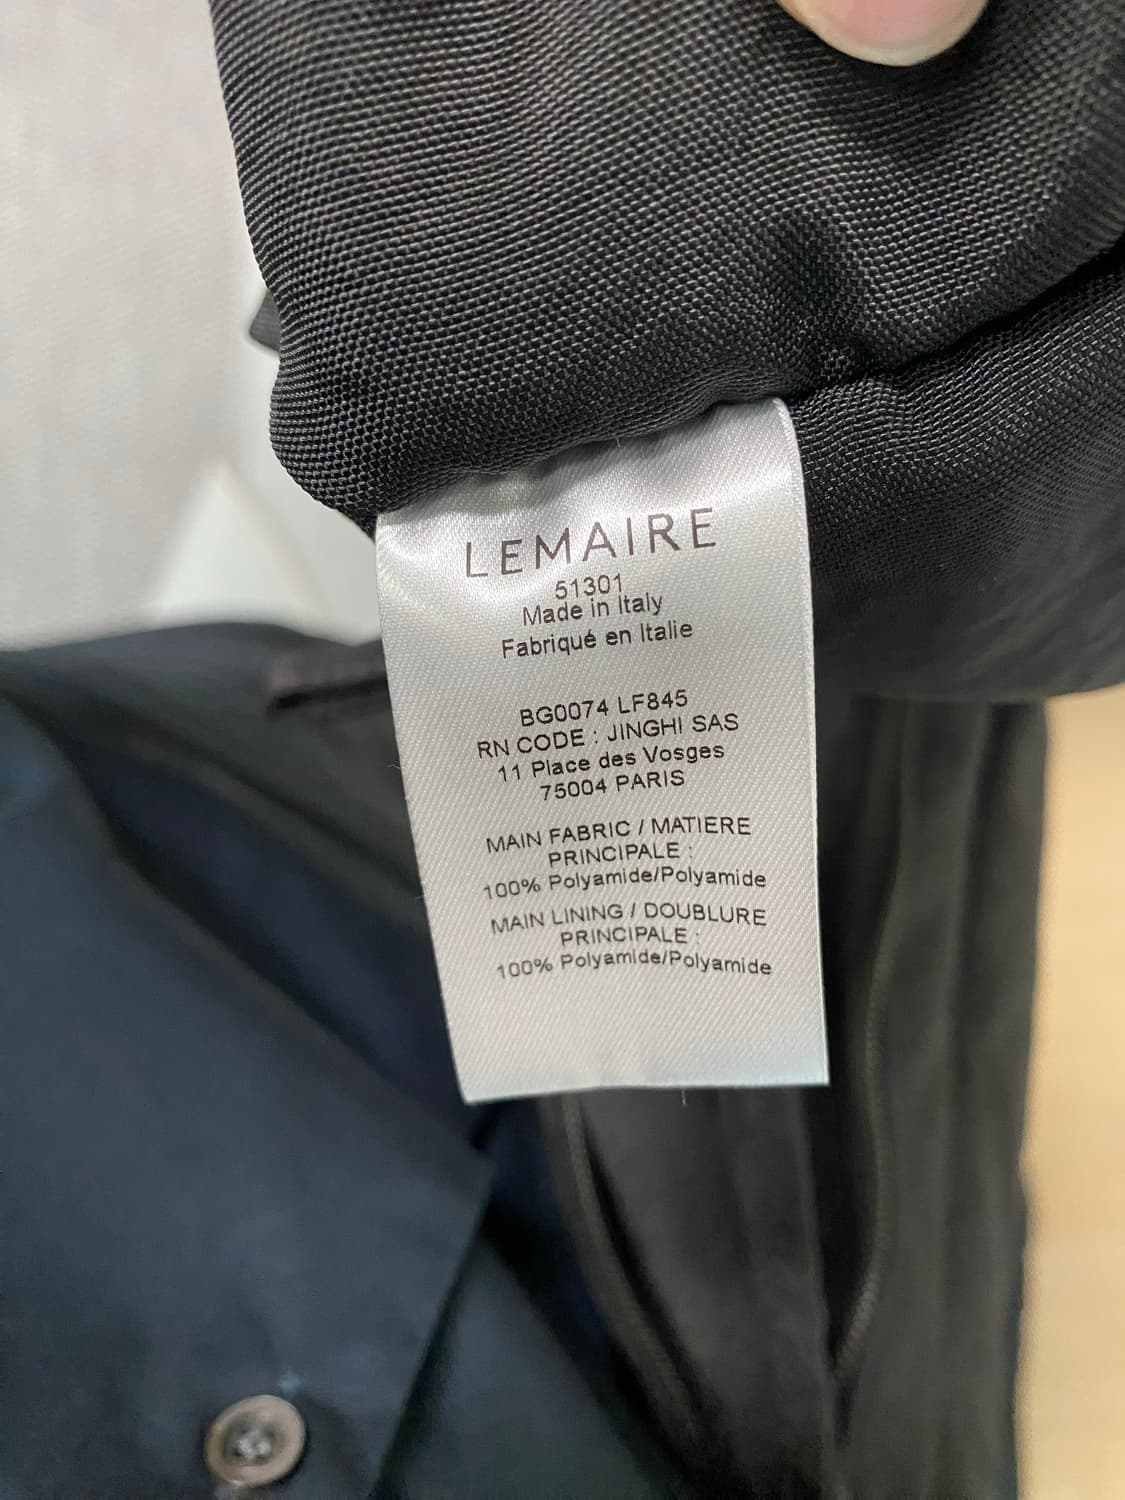 LEMAIRE
51301
Made in Italy
Fabriqué en Italie
BG0074 LF845
RN CODE : JINGHI SAS
11 Place des Vosges
75004 PARIS
MAIN FABRIC / MATIERE
PRINCIPALE :
100% Polyamide/Polyamide
MAIN LINING / DOUBLURE
PRINCIPALE :
100% Polyamide/Polyamide